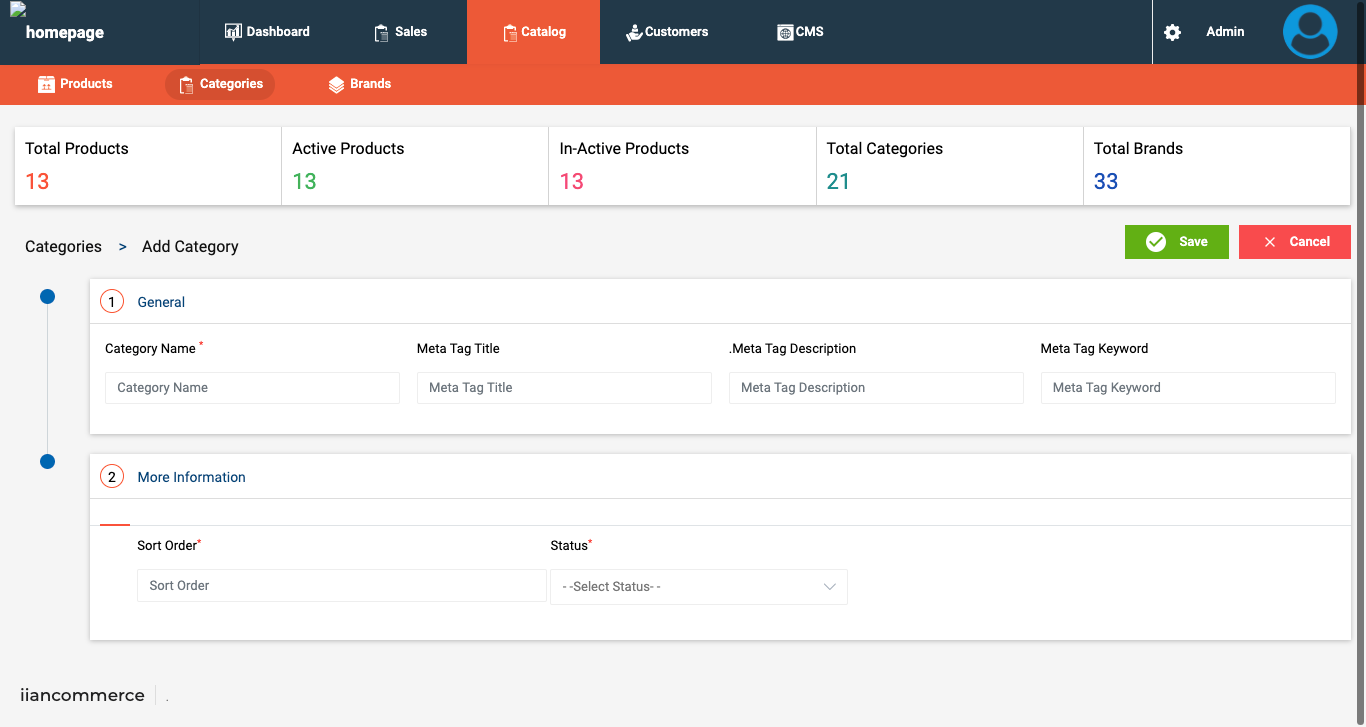 homepage
Dashboard
Sales
Catalog
Customers
CMS
Admin
Products
Categories
Brands
Total Products
13
Active Products
13
In-Active Products
13
Total Categories
21
Total Brands
33
Categories > Add Category
Save
Cancel
1 General
Category Name *
Meta Tag Title
.Meta Tag Description
Meta Tag Keyword
Category Name
Meta Tag Title
Meta Tag Description
Meta Tag Keyword
2 More Information
Sort Order*
Status*
Sort Order
- -Select Status- -
iiancommerce
.